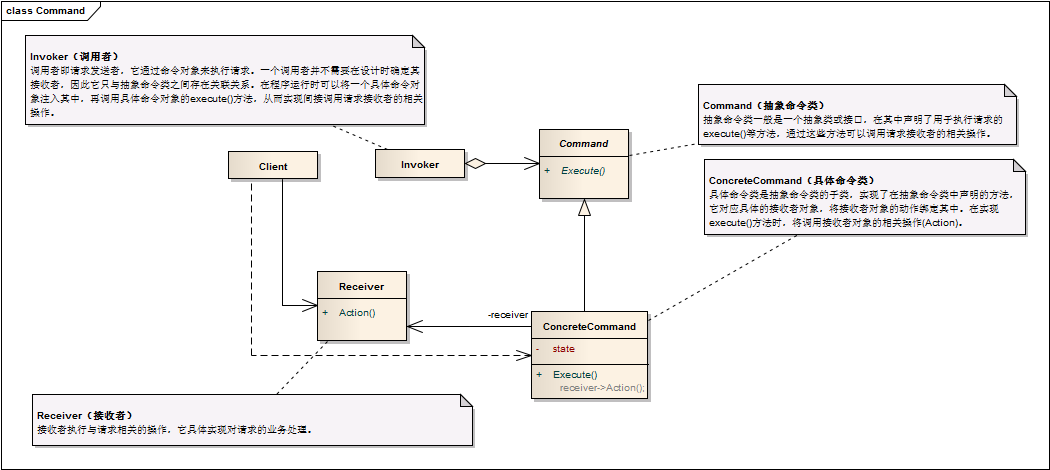 class Command
Invoker（调用者）
调用者即请求发送者，它通过命令对象来执行请求。一个调用者并不需要在设计时确定其
接收者，因此它只与抽象命令类之间存在关联关系。在程序运行时可以将一个具体命令对
象注入其中，再调用具体命令对象的execute()方法，从而实现间接调用请求接收者的相关
操作。
Command（抽象命令类）
抽象命令类一般是一个抽象类或接口，在其中声明了用于执行请求的
execute()等方法，通过这些方法可以调用请求接收者的相关操作。
Client
Invoker
Command
+ Execute()
ConcreteCommand（具体命令类）
具体命令类是抽象命令类的子类，实现了在抽象命令类中声明的方法，
它对应具体的接收者对象，将接收者对象的动作绑定其中。在实现
execute()方法时，将调用接收者对象的相关操作(Action)。
Receiver
+ Action()
-receiver
ConcreteCommand
- state
+ Execute()
receiver->Action();
Receiver（接收者）
接收者执行与请求相关的操作，它具体实现对请求的业务处理。